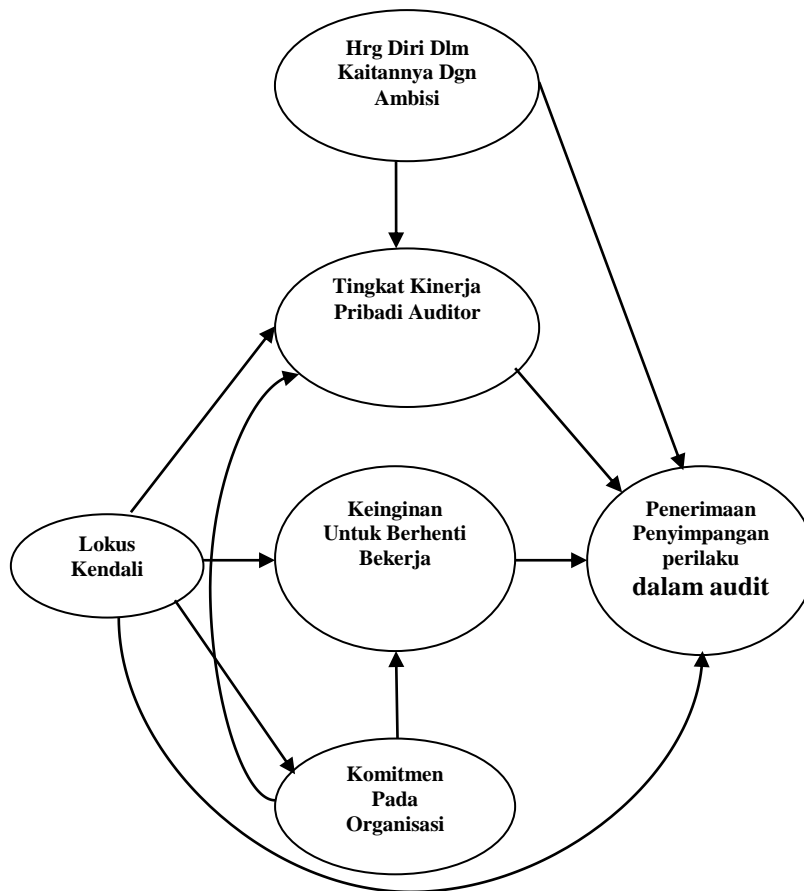 Hrg Diri Dlm
Kaitannya Dgn
Ambisi
Tingkat Kinerja
Pribadi Auditor
Keinginan
Untuk Berhenti
Bekerja
Penerimaan
Penyimpangan
perilaku
dalam audit
Lokus
Kendali
Komitmen
Pada
Organisasi